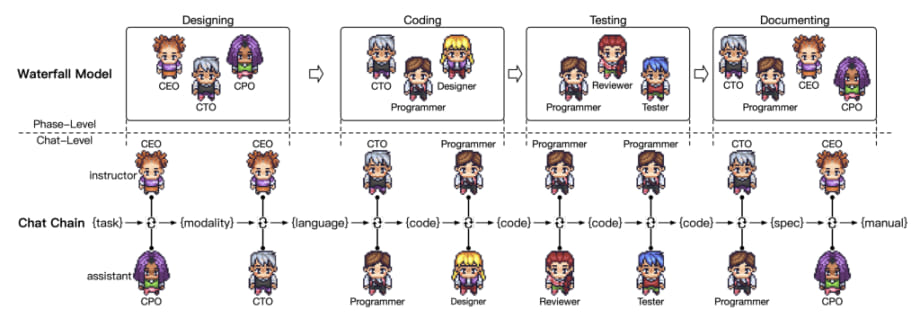 Designing
Coding
Testing
Documenting
Waterfall Model
CEO
CTO
CPO
CTO
Programmer
Designer
Programmer
Reviewer
Tester
CTO
Programmer
CEO
CPO
Phase-Level
Chat-Level
CEO
CEO
CTO
Programmer
Programmer
Programmer
CTO
CEO
instructor
Chat Chain {task} {modality} {language} {code} {code} {code} {code} {spec} {manual}
assistant
CPO
CTO
Programmer
Designer
Reviewer
Tester
Programmer
CPO